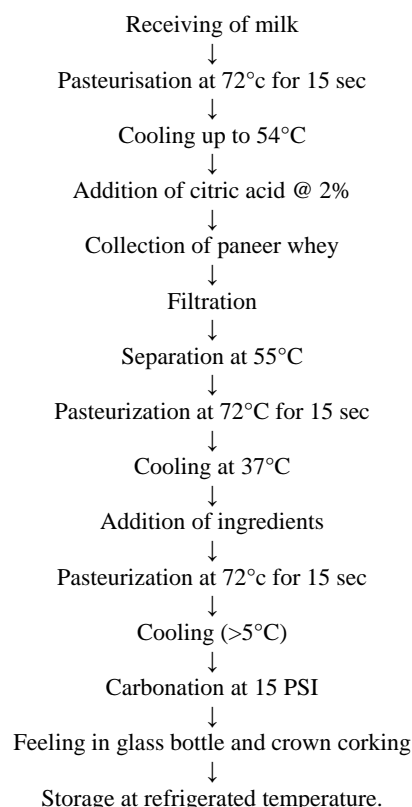 Receiving of milk
↓
Pasteurisation at 72°c for 15 sec
↓
Cooling up to 54°C
↓
Addition of citric acid @ 2%
↓
Collection of paneer whey
↓
Filtration
↓
Separation at 55°C
↓
Pasteurization at 72°C for 15 sec
↓
Cooling at 37°C
↓
Addition of ingredients
↓
Pasteurization at 72°c for 15 sec
↓
Cooling (>5°C)
↓
Carbonation at 15 PSI
↓
Feeling in glass bottle and crown corking
↓
Storage at refrigerated temperature.